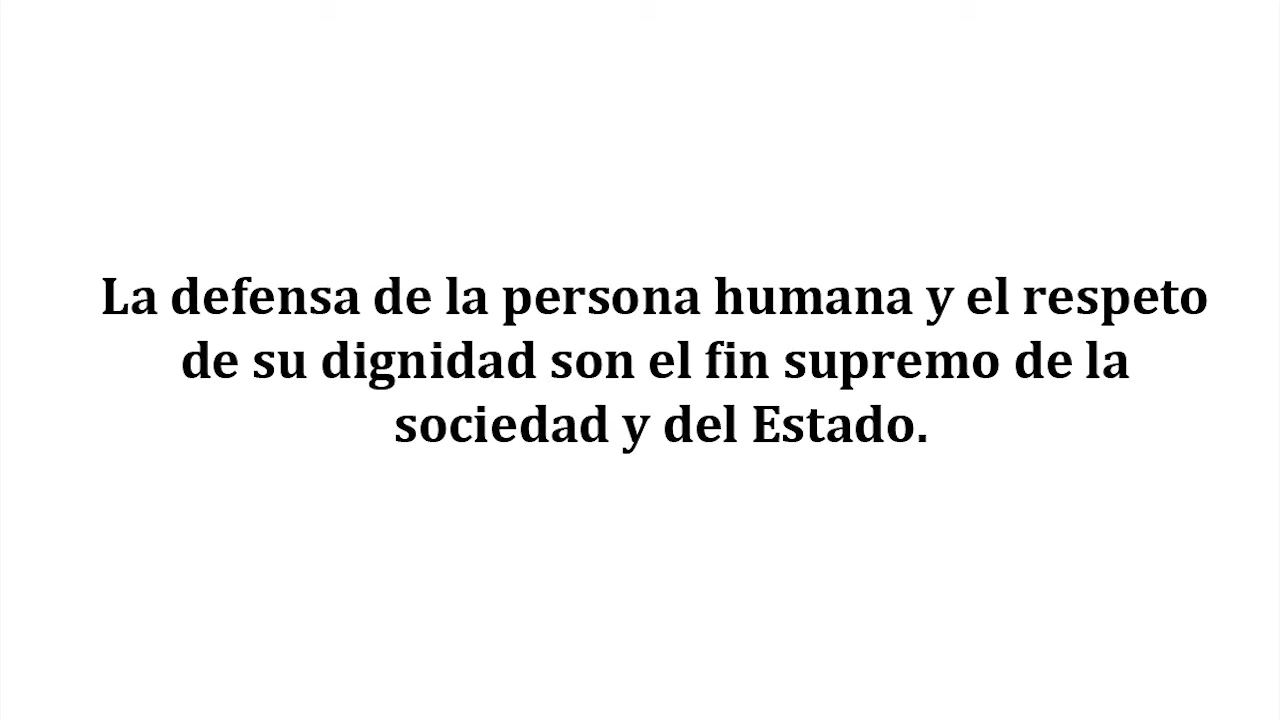 La defensa de la persona humana y el respeto
de su dignidad son el fin supremo de la
sociedad y del Estado.